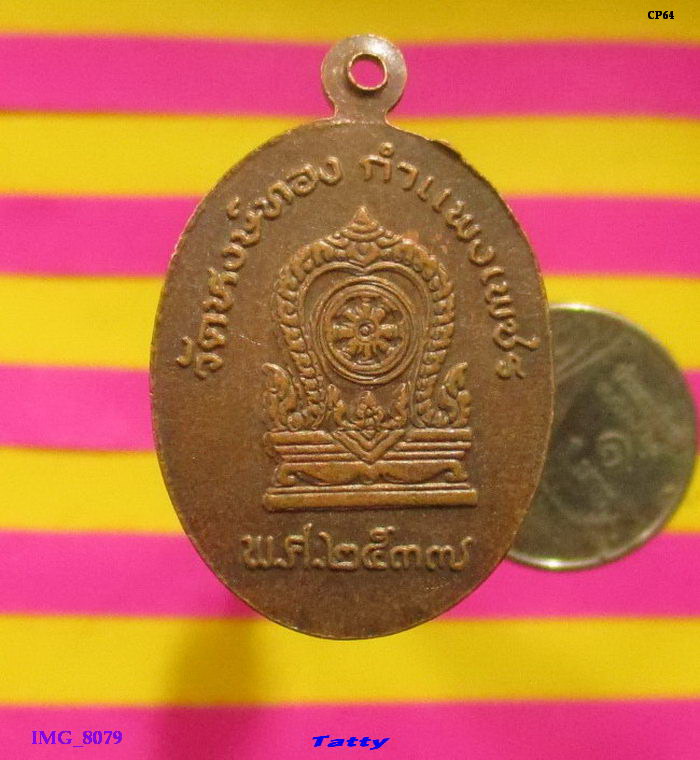 CP64
วัดหงษ์ทอง กำแพงเพชร
พ.ศ.๒๕๓๗
IMG_8079
Tatty